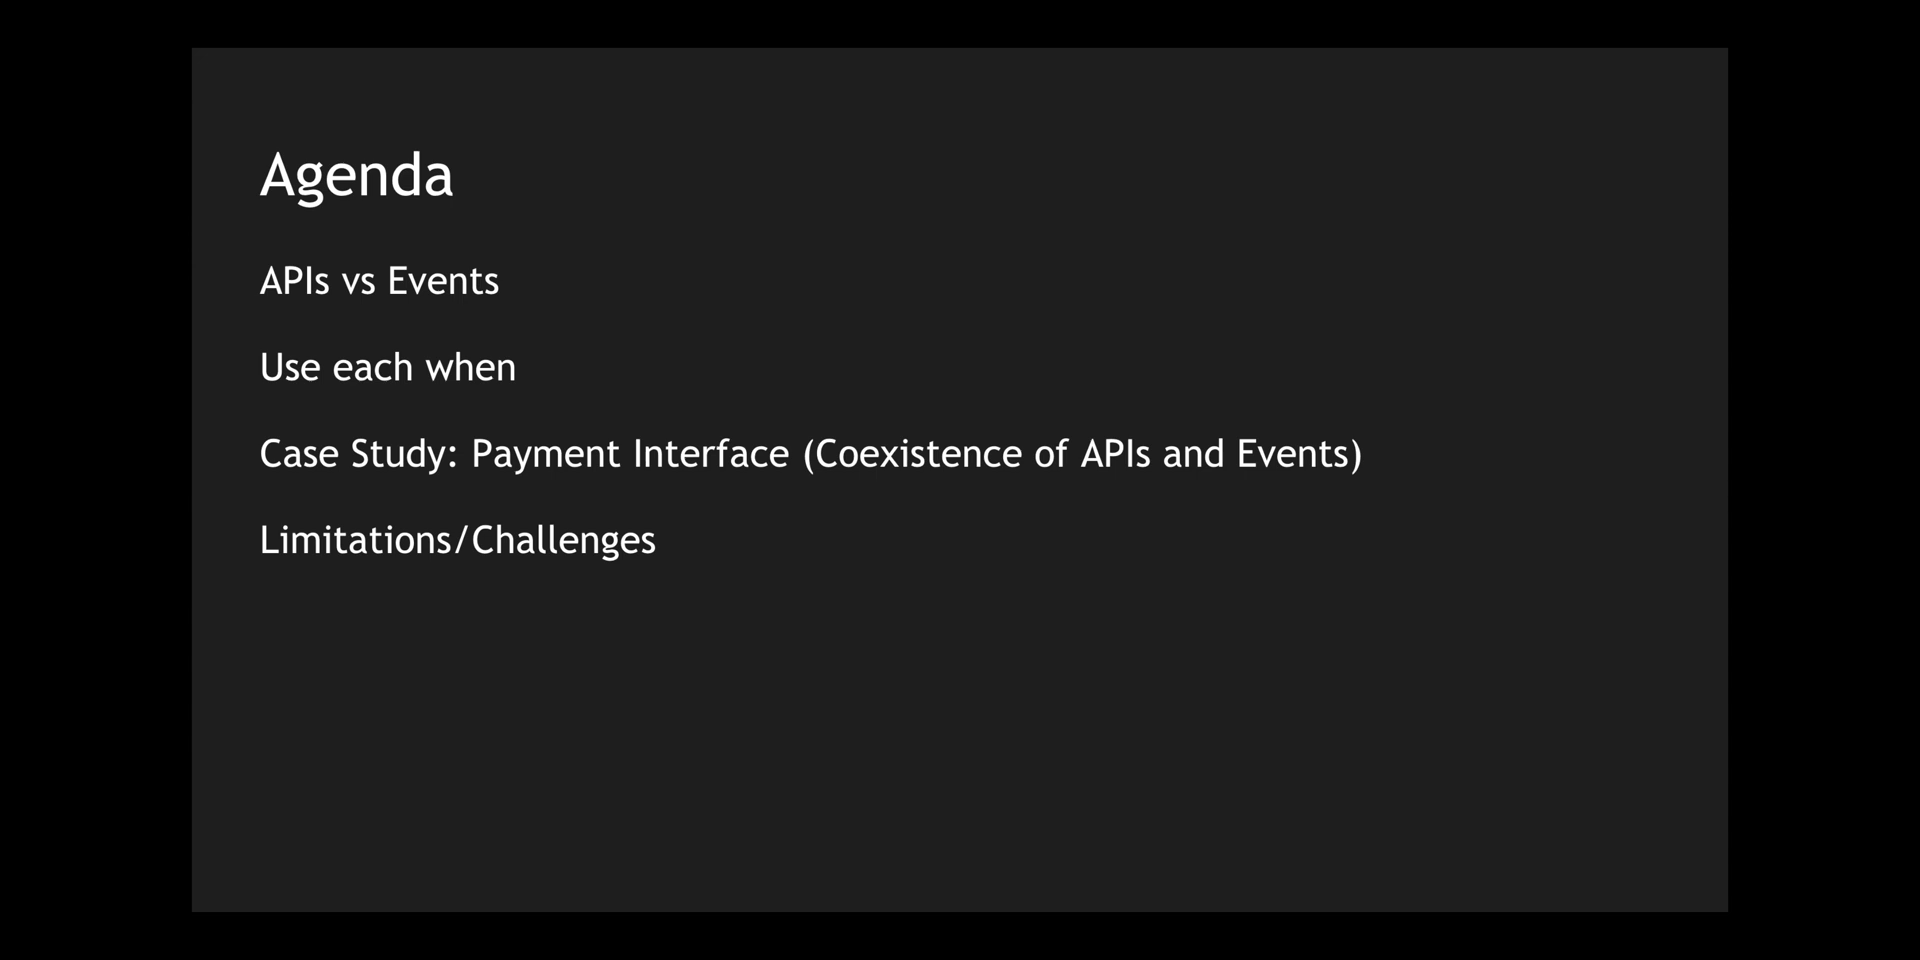 Agenda
APIs vs Events
Use each when
Case Study: Payment Interface (Coexistence of APIs and Events)
Limitations/Challenges